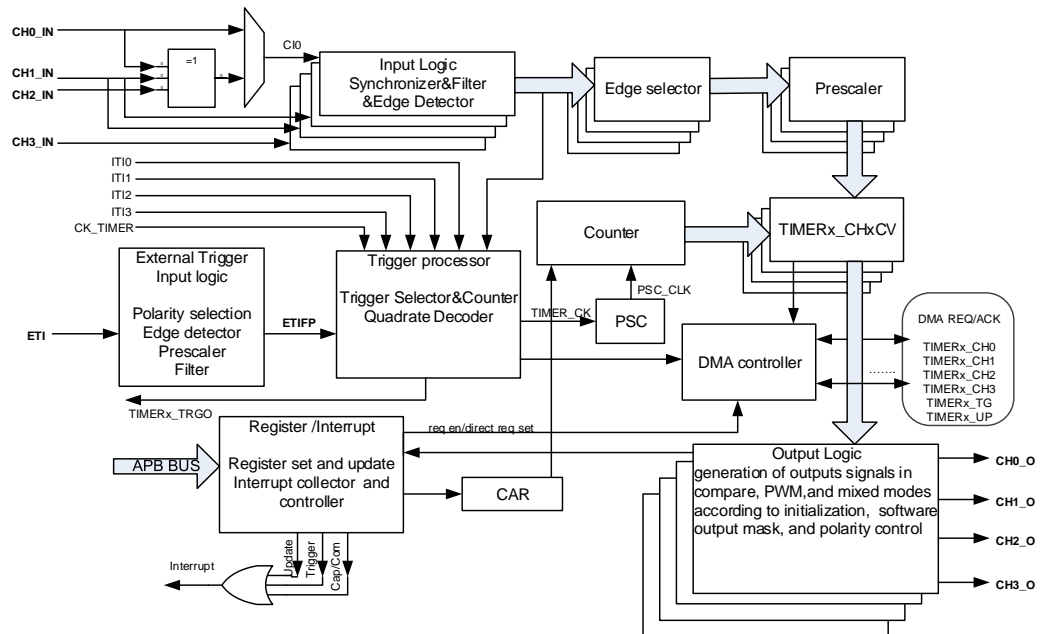 CH0_IN
CH1_IN
CH2_IN
CH3_IN
=1
CI0
Input Logic
Synchronizer&Filter
&Edge Detector
Edge selector
Prescaler
ITI0
ITI1
ITI2
ITI3
CK_TIMER
Counter
TIMERx_CHxCV
External Trigger
Input logic
Polarity selection
Edge detector
Prescaler
Filter
ETI
ETIFP
Trigger processor
Trigger Selector&Counter
Quadrate Decoder
TIMER_CK
PSC
PSC_CLK
DMA controller
DMA REQ/ACK
TIMERx_CH0
TIMERx_CH1
TIMERx_CH2
TIMERx_CH3
TIMERx_TG
TIMERx_UP
........
TIMERx_TRGO
Register /Interrupt
Register set and update
Interrupt collector and
controller
req en/direct req set
APB BUS
CAR
Output Logic
generation of outputs signals in
compare, PWM,and mixed modes
according to initialization, software
output mask, and polarity control
CH0_O
CH1_O
CH2_O
CH3_O
Update
Trigger
Cap/Com
Interrupt